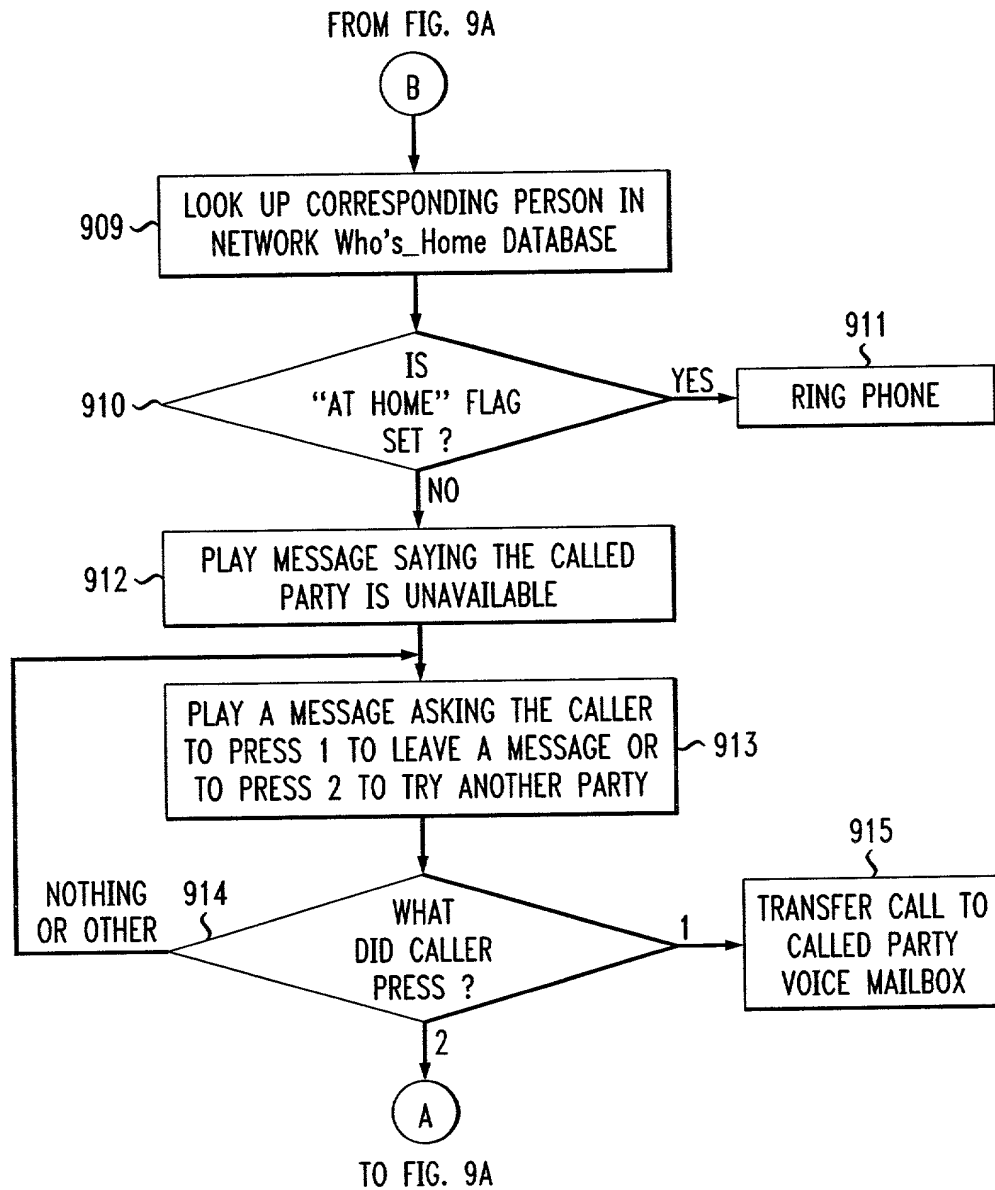 FROM FIG. 9A
B
909
LOOK UP CORRESPONDING PERSON IN
NETWORK Who's_Home DATABASE
910
IS
“AT HOME” FLAG
SET ?
YES
911
RING PHONE
NO
912
PLAY MESSAGE SAYING THE CALLED
PARTY IS UNAVAILABLE
PLAY A MESSAGE ASKING THE CALLER
TO PRESS 1 TO LEAVE A MESSAGE OR
TO PRESS 2 TO TRY ANOTHER PARTY
913
NOTHING
OR OTHER
914
WHAT
DID CALLER
PRESS ?
1
915
TRANSFER CALL TO
CALLED PARTY
VOICE MAILBOX
2
A
TO FIG. 9A